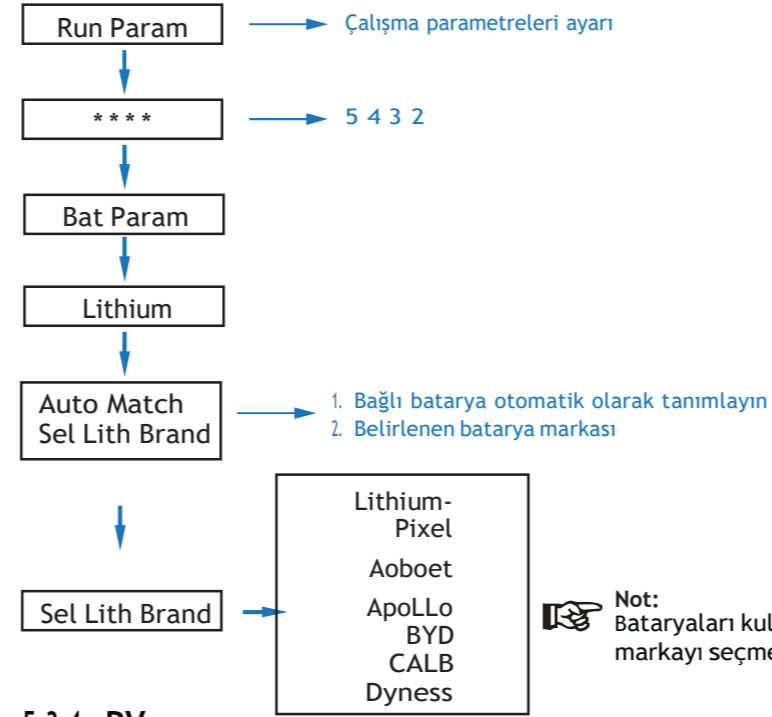 Run Param
Çalışma parametreleri ayarı
****
5 4 3 2
Bat Param
Lithium
Auto Match
Sel Lith Brand
1. Bağlı batarya otomatik olarak tanımlayın
2. Belirlenen batarya markası
Sel Lith Brand
Lithium-
Pixel
Aoboet
ApoLLo
BYD
CALB
Dyness
Not:
Bataryaları
markayı